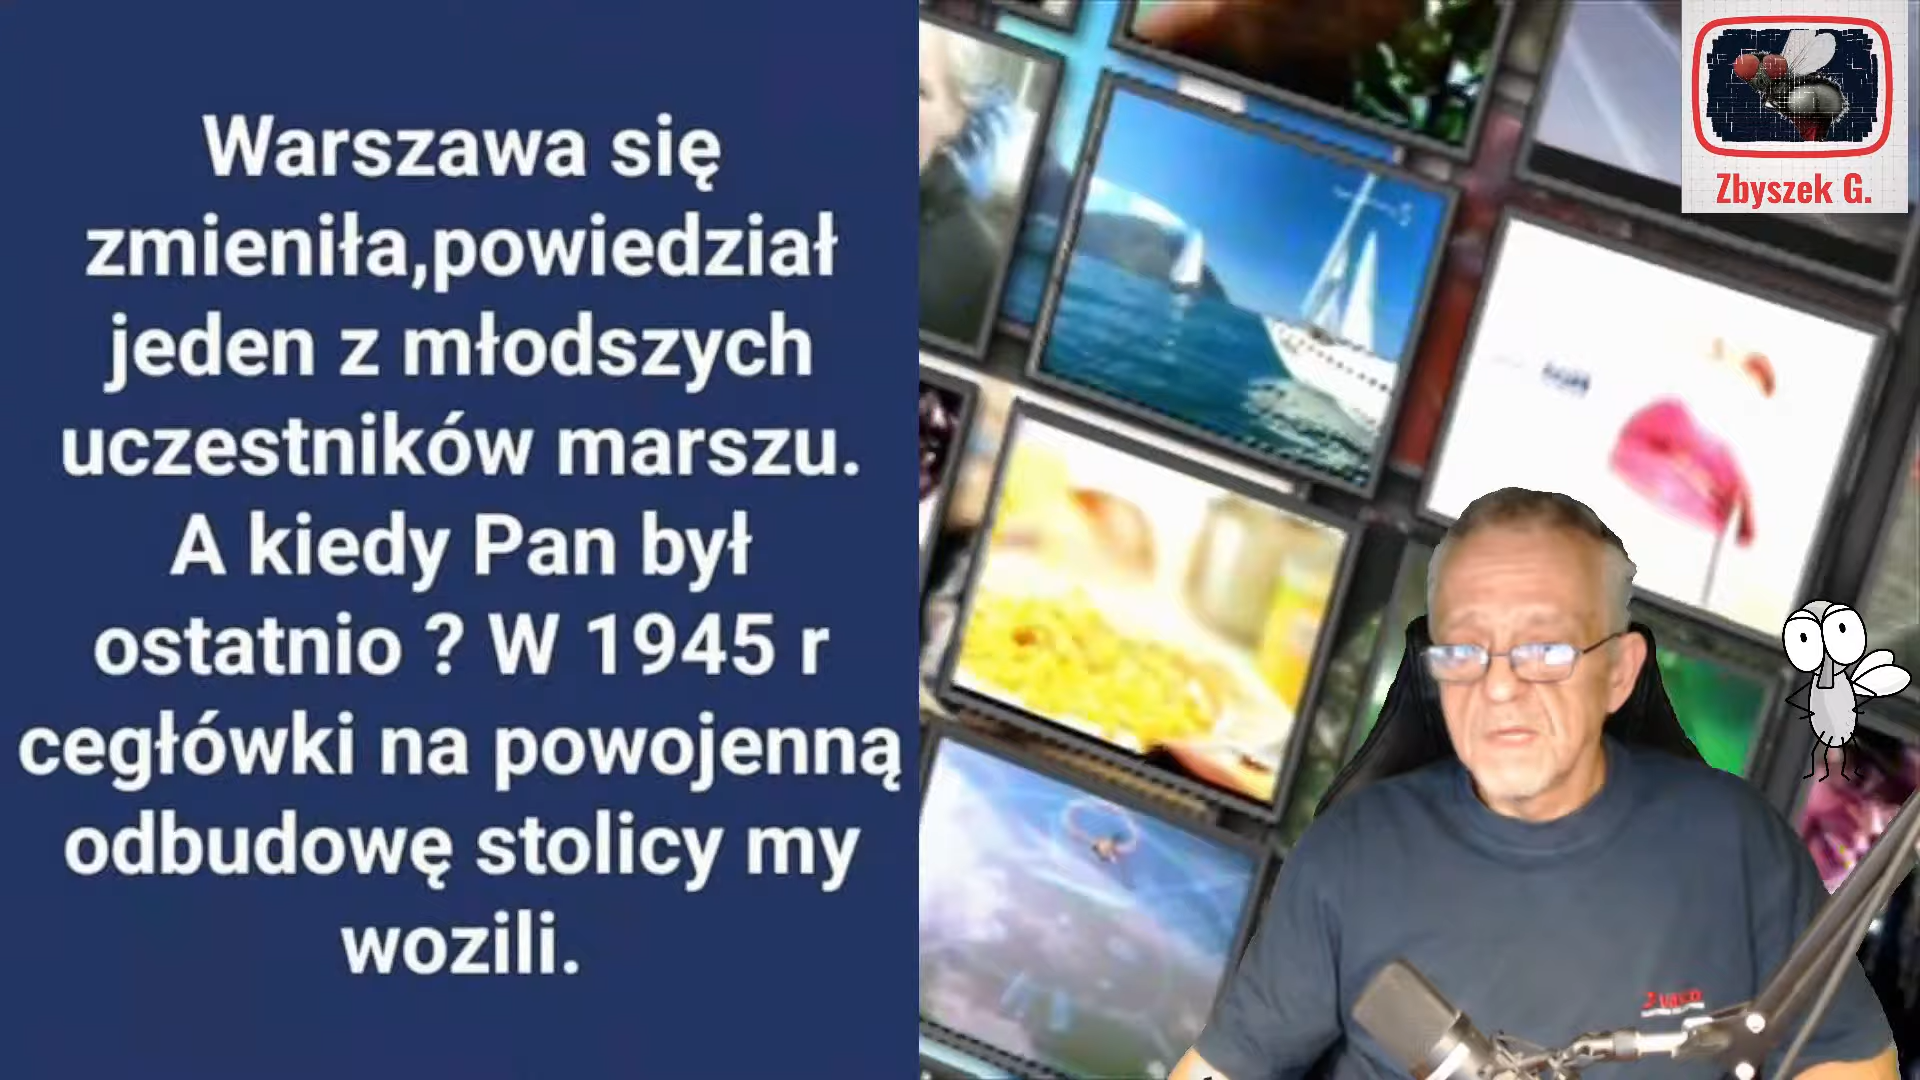 Warszawa się
zmieniła,powiedział
jeden z młodszych
uczestników marszu.
A kiedy Pan był
ostatnio ? W 1945 r
cegłówki na powojenną
odbudowę stolicy my
wozili.
Zbyszek G.